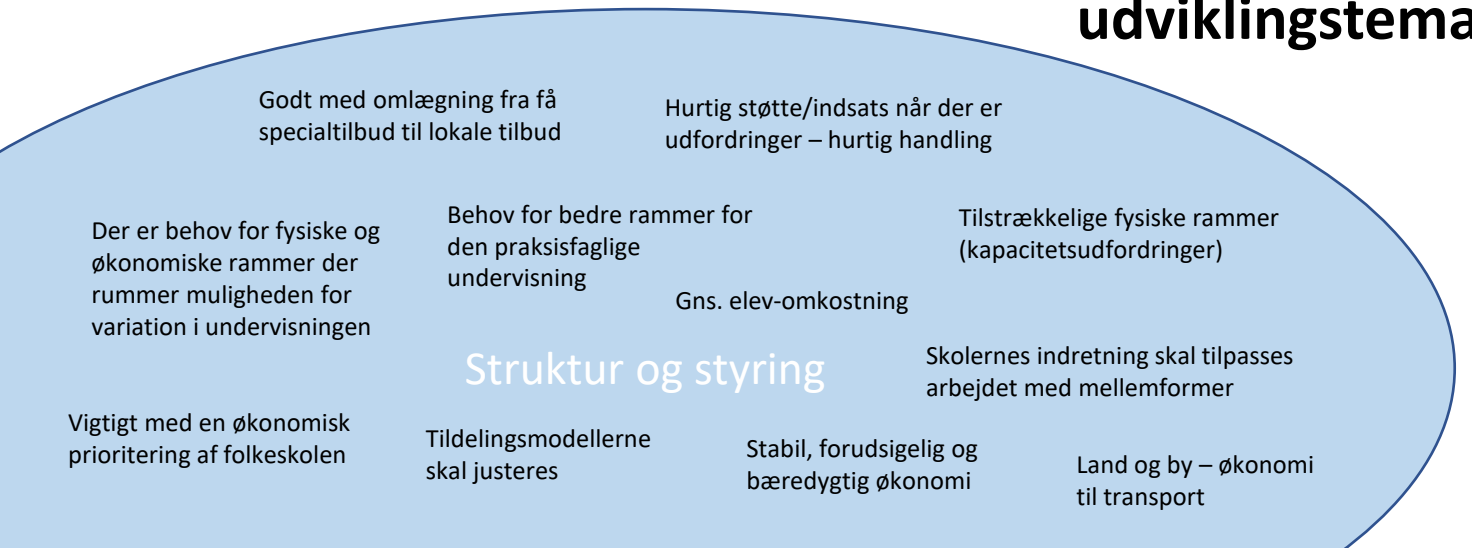 udviklingstema
Godt med omlægning fra få
specialtilbud til lokale tilbud
Hurtig støtte/indsats når der er
udfordringer – hurtig handling
Der er behov for fysiske og
økonomiske rammer der
rummer muligheden for
variation i undervisningen
Behov for bedre rammer for
den praksisfaglige
undervisning
Tilstrækkelige fysiske rammer
(kapacitetsudfordringer)
Gns. elev-omkostning
Struktur og styring
Skolernes indretning skal tilpasses
arbejdet med mellemformer
Vigtigt med en økonomisk
prioritering af folkeskolen
Tildelingsmodellerne
skal justeres
Stabil, forudsigelig og
bæredygtig økonomi
Land og by – økonomi
til transport